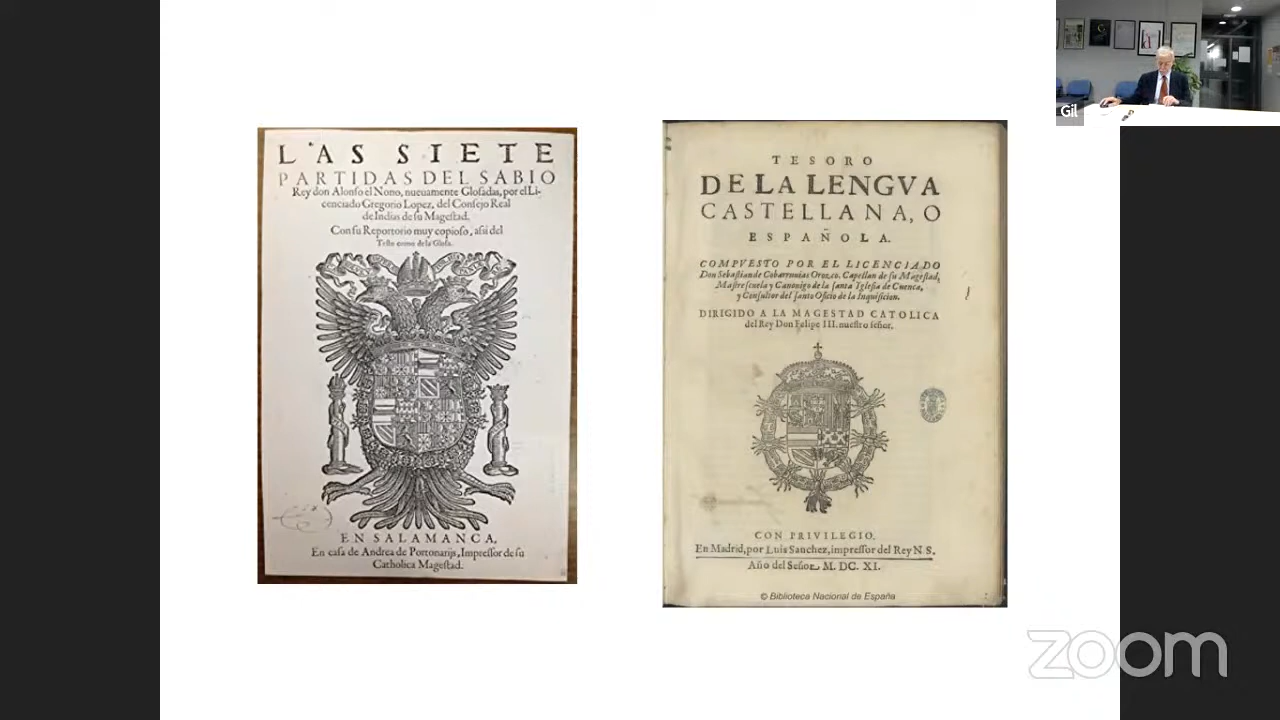 LAS SIETE
PARTIDAS DEL SABIO
Rey don Alonso el Nono, nueuamente Glosadas, por el Li-
cenciado Gregorio Lopez, del Consejo Real
de Indias de su Magestad.
Con su Reportorio muy copioso, assi del
Testo como de la Glosa.
EN SALAMANCA,
En casa de Andrea de Portonarijs, Impressor de su
Catholica Magestad.
TESORO
DE LA LENGVA
CASTELLANA, O
ESPAÑOLA.
COMPVESTO POR EL LICENCIADO
Don Sebastian de Cobarruuias Orozco, Capellan de su Magestad,
Mastrescuela y Canonigo de la santa Yglesia de Cuenca,
y Consultor del santo Oficio de la Inquisicion.
DIRIGIDO A LA MAGESTAD CATOLICA
del Rey Don Felipe III. nuestro señor.
CON PRIVILEGIO.
En Madrid, por Luis Sanchez, impressor del Rey N.S.
Año del Señor M. DC. XI.
© Biblioteca Nacional de España
Gil
zoom